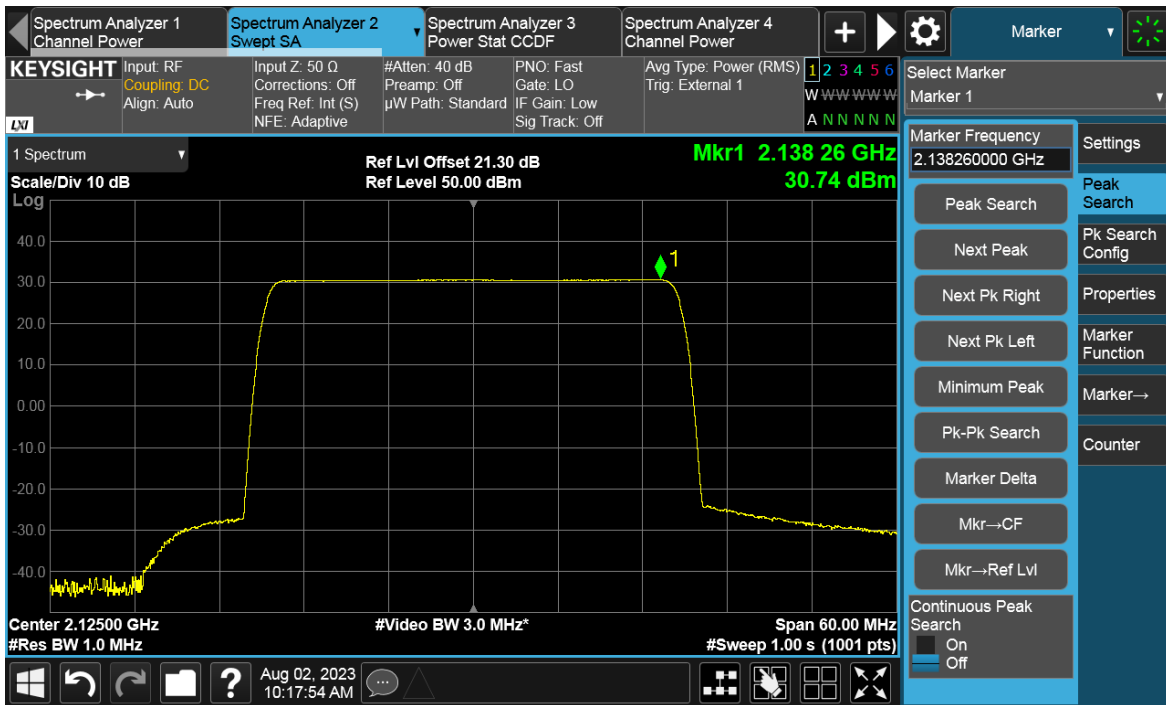 Spectrum Analyzer 1
Channel Power
Spectrum Analyzer 2
Swept SA
Spectrum Analyzer 3
Power Stat CCDF
Spectrum Analyzer 4
Channel Power
+
Marker
KEYSIGHT
LXI
Input: RF
Coupling: DC
Align: Auto
Input Z: 50 Ω
Corrections: Off
Freq Ref: Int (S)
NFE: Adaptive
#Atten: 40 dB
Preamp: Off
µW Path: Standard
PNO: Fast
Gate: LO
IF Gain: Low
Sig Track: Off
Avg Type: Power (RMS)
Trig: External 1
1 2 3 4 5 6
W W W W W W
A N N N N N
Select Marker
Marker 1
1 Spectrum
Scale/Div 10 dB
Log
Ref Lvl Offset 21.30 dB
Ref Level 50.00 dBm
Mkr1 2.138 26 GHz
30.74 dBm
1
40.0
30.0
20.0
10.0
0.00
-10.0
-20.0
-30.0
-40.0
Center 2.12500 GHz
#Res BW 1.0 MHz
#Video BW 3.0 MHz*
Span 60.00 MHz
#Sweep 1.00 s (1001 pts)
Marker Frequency
2.138260000 GHz
Peak Search
Next Peak
Next Pk Right
Next Pk Left
Minimum Peak
Pk-Pk Search
Marker Delta
Mkr→CF
Mkr→Ref Lvl
Continuous Peak
Search
On
Off
Settings
Peak
Search
Pk Search
Config
Properties
Marker
Function
Marker→
Counter
?
Aug 02, 2023
10:17:54 AM